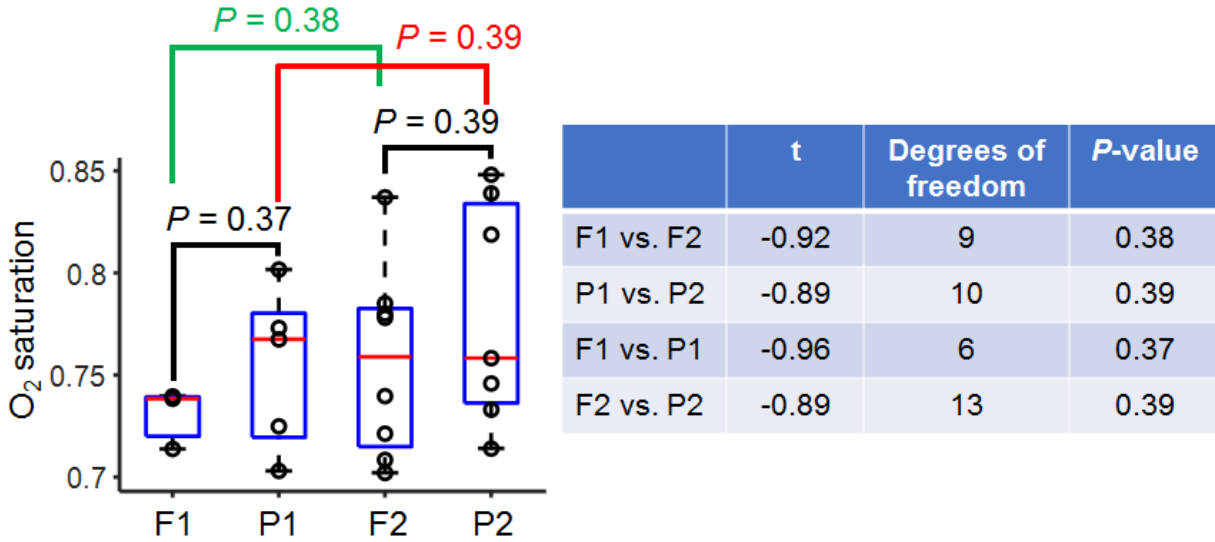 P = 0.38
P = 0.39
P = 0.39
P = 0.37
O₂ saturation
0.85
0.8
0.75
0.7
F1 P1 F2 P2
t Degrees of freedom P-value
F1 vs. F2 -0.92 9 0.38
P1 vs. P2 -0.89 10 0.39
F1 vs. P1 -0.96 6 0.37
F2 vs. P2 -0.89 13 0.39